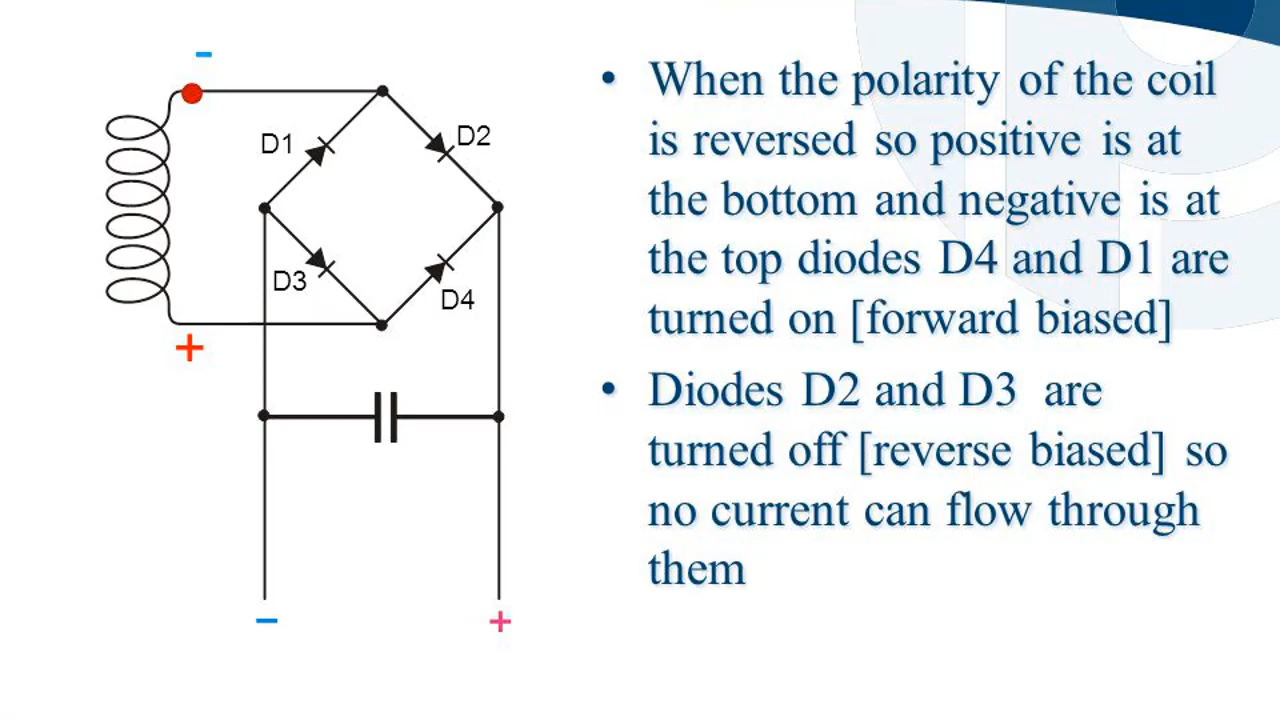 -
D1
D2
D3
D4
+
-
+
• When the polarity of the coil
is reversed so positive is at
the bottom and negative is at
the top diodes D4 and D1 are
turned on [forward biased]
• Diodes D2 and D3 are
turned off [reverse biased] so
no current can flow through
them